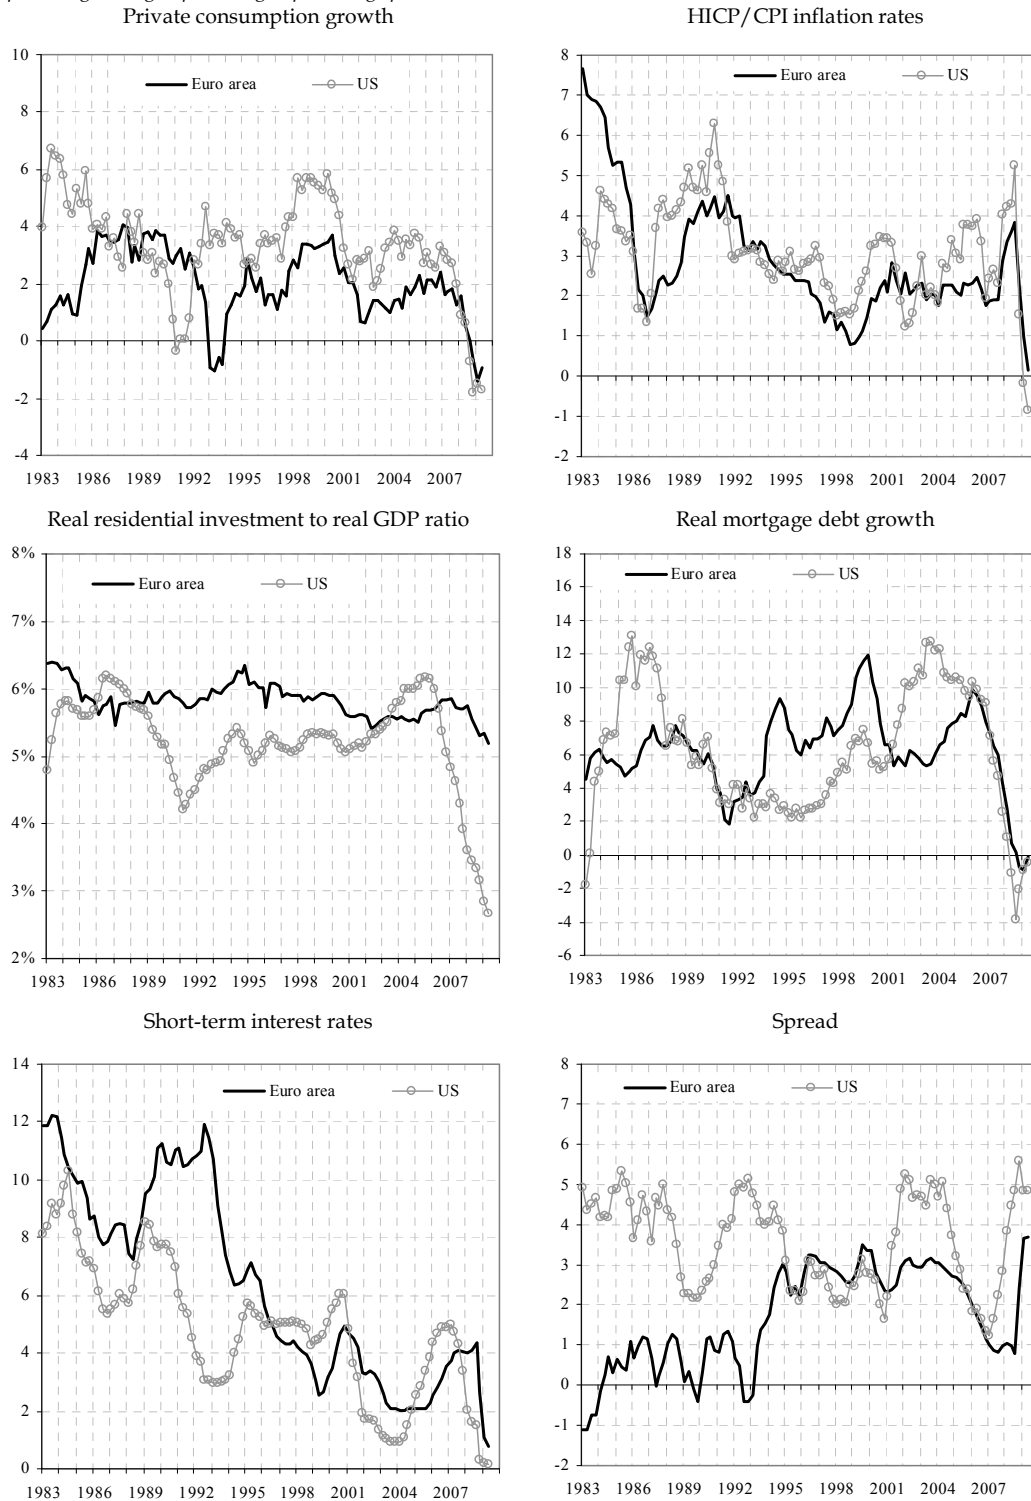 Private consumption growth
10
8
6
4
2
0
-2
-4
Euro area
US
1983 1986 1989 1992 1995 1998 2001 2004 2007
HICP/CPI inflation rates
8
7
6
5
4
3
2
1
0
-1
-2
Euro area
US
1983 1986 1989 1992 1995 1998 2001 2004 2007
Real residential investment to real GDP ratio
8%
7%
6%
5%
4%
3%
2%
Euro area
US
1983 1986 1989 1992 1995 1998 2001 2004 2007
Real mortgage debt growth
18
16
14
12
10
8
6
4
2
0
-2
-4
-6
Euro area
US
1983 1986 1989 1992 1995 1998 2001 2004 2007
Short-term interest rates
14
12
10
8
6
4
2
0
Euro area
US
1983 1986 1989 1992 1995 1998 2001 2004 2007
Spread
8
7
6
5
4
3
2
1
0
-1
-2
Euro area
US
1983 1986 1989 1992 1995 1998 2001 2004 2007